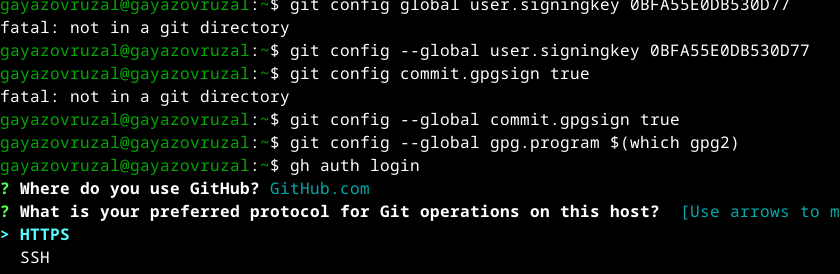 gayazovruzal@gayazovruzal:~$ git config global user.signingkey 0BFA55E0DB530D77
fatal: not in a git directory
gayazovruzal@gayazovruzal:~$ git config --global user.signingkey 0BFA55E0DB530D77
gayazovruzal@gayazovruzal:~$ git config commit.gpgsign true
fatal: not in a git directory
gayazovruzal@gayazovruzal:~$ git config --global commit.gpgsign true
gayazovruzal@gayazovruzal:~$ git config --global gpg.program $(which gpg2)
gayazovruzal@gayazovruzal:~$ gh auth login
? Where do you use GitHub? GitHub.com
? What is your preferred protocol for Git operations on this host?  [Use arrows to m
> HTTPS
  SSH